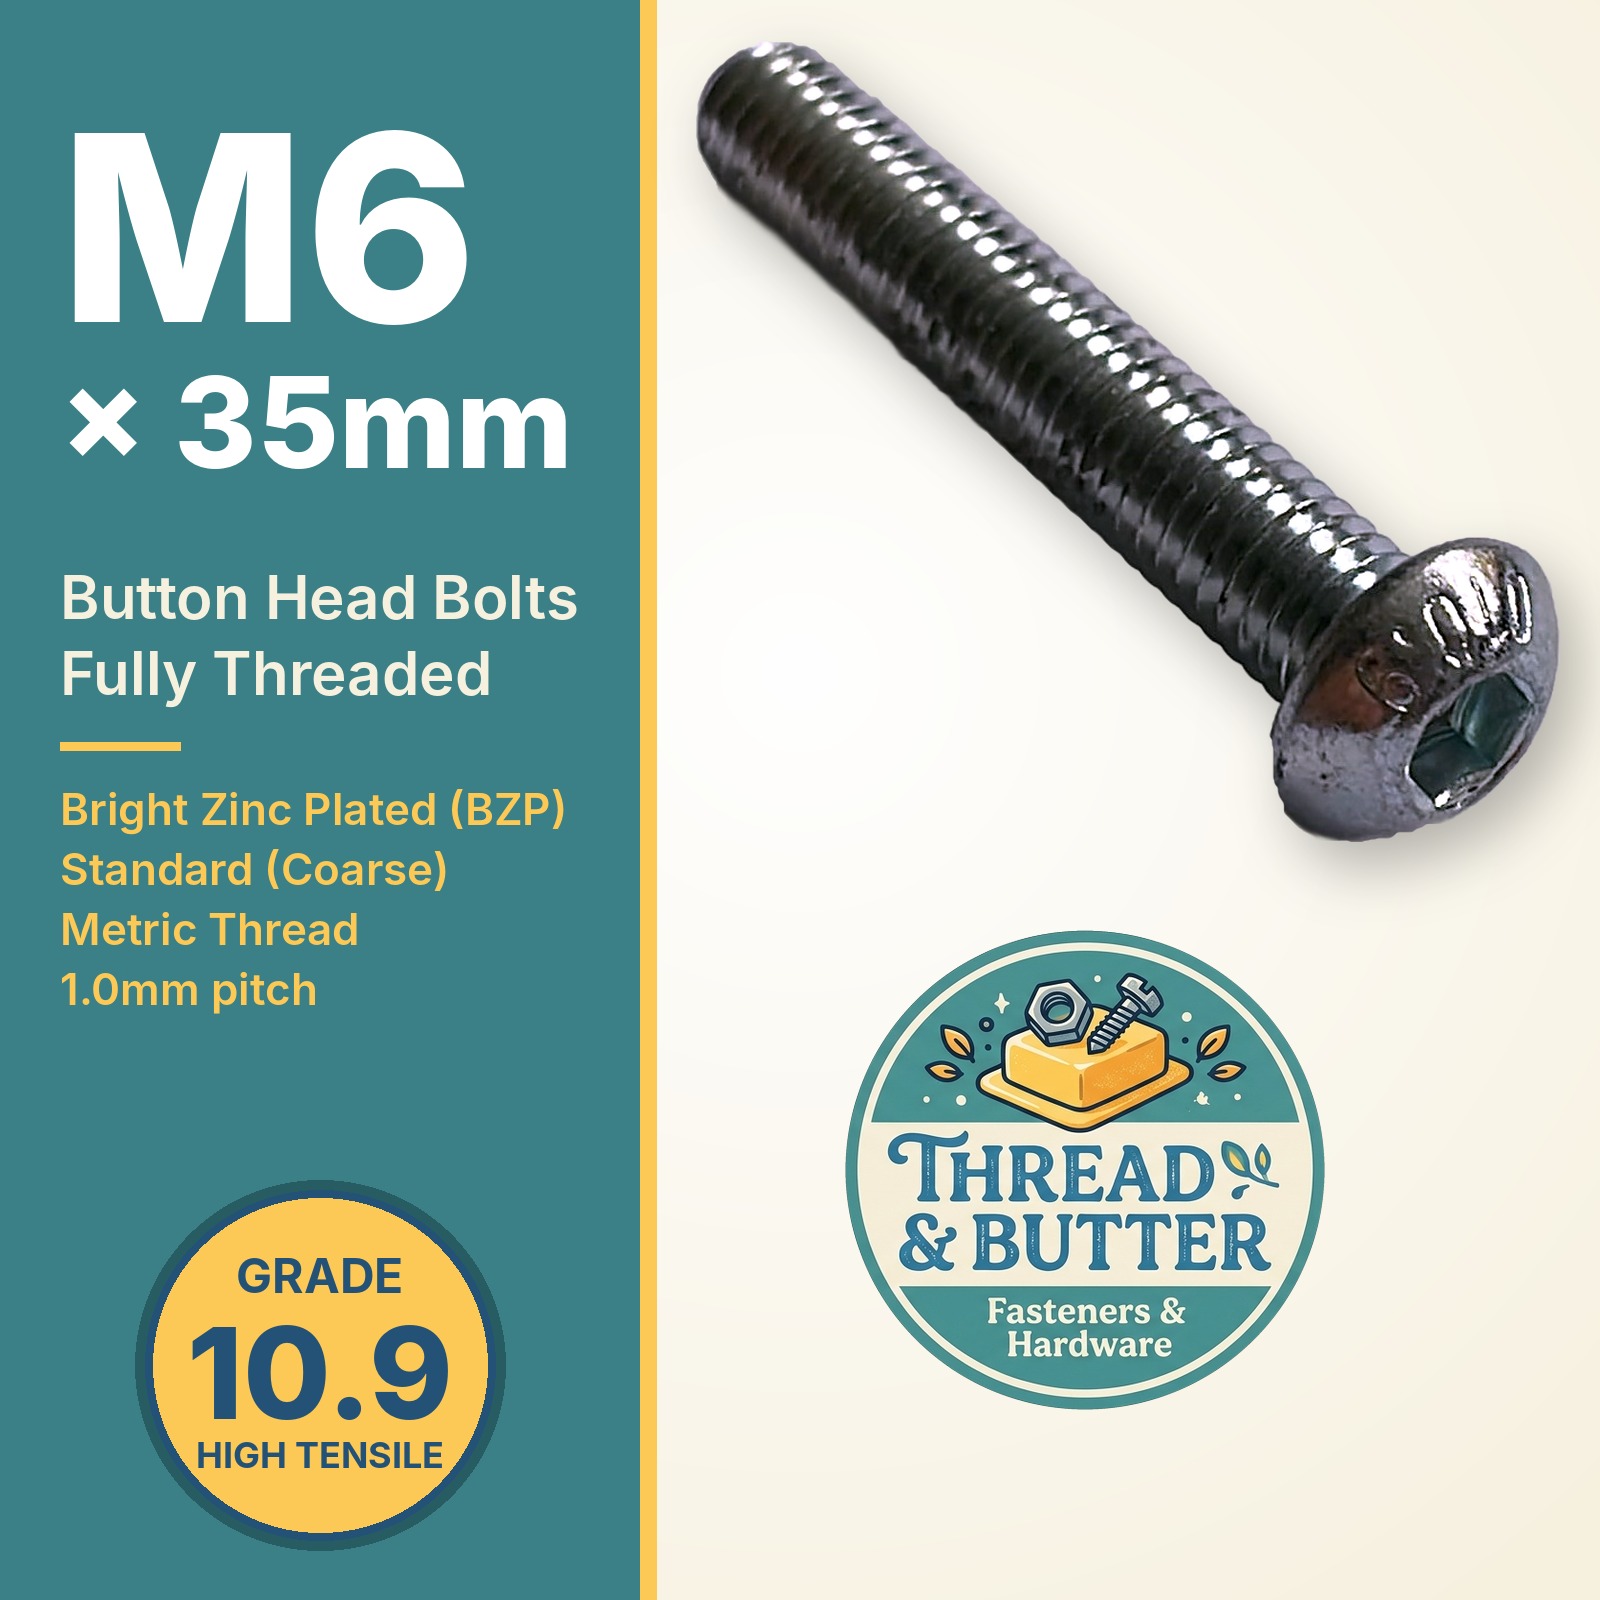 M6
× 35mm
Button Head Bolts
Fully Threaded
Bright Zinc Plated (BZP)
Standard (Coarse)
Metric Thread
1.0mm pitch
GRADE
10.9
HIGH TENSILE
THREAD
& BUTTER
Fasteners &
Hardware